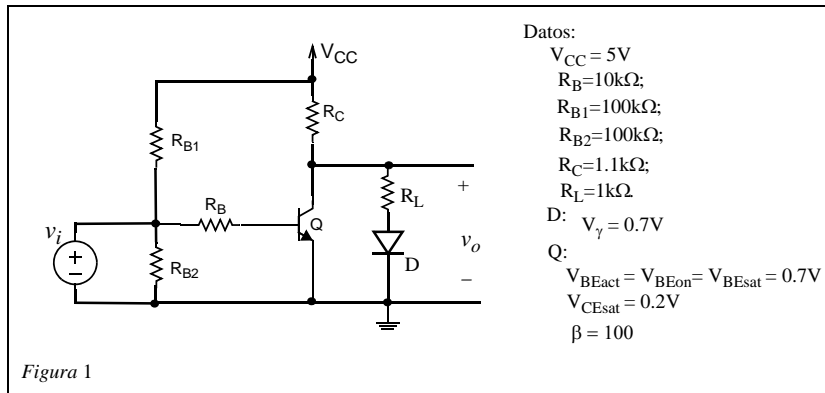 V_CC
R_C
R_B1
R_B
Q
R_L
+
v_i
R_B2
D
v_o
−
Datos:
V_CC = 5V
R_B=10kΩ;
R_B1=100kΩ;
R_B2=100kΩ;
R_C=1.1kΩ;
R_L=1kΩ.
D: V_γ = 0.7V
Q:
V_BEact = V_BEon= V_BEsat = 0.7V
V_CEsat = 0.2V
β = 100
Figura 1